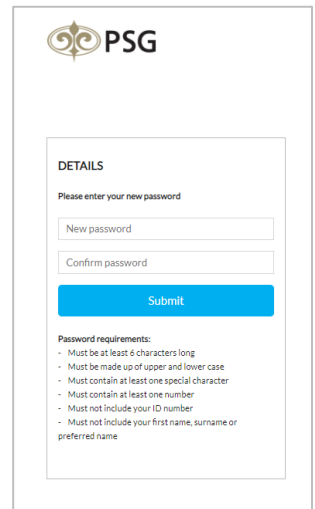 PSG
DETAILS
Please enter your new password
New password
Confirm password
Submit
Password requirements:
- Must be at least 6 characters long
- Must be made up of upper and lower case
- Must contain at least one special character
- Must contain at least one number
- Must not include your ID number
- Must not include your first name, surname or
preferred name